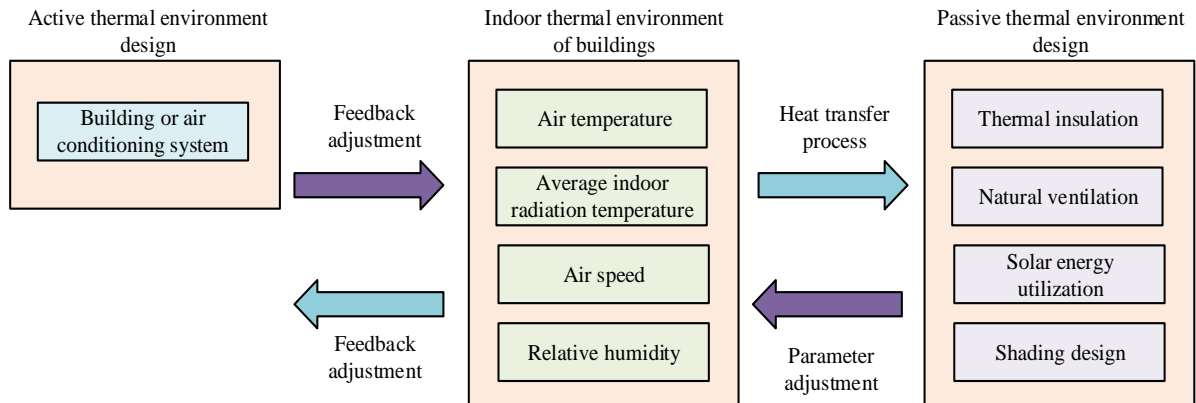 Active thermal environment
design
Building or air
conditioning system
Feedback
adjustment
Feedback
adjustment
Indoor thermal environment
of buildings
Air temperature
Average indoor
radiation temperature
Air speed
Relative humidity
Heat transfer
process
Parameter
adjustment
Passive thermal environment
design
Thermal insulation
Natural ventilation
Solar energy
utilization
Shading design